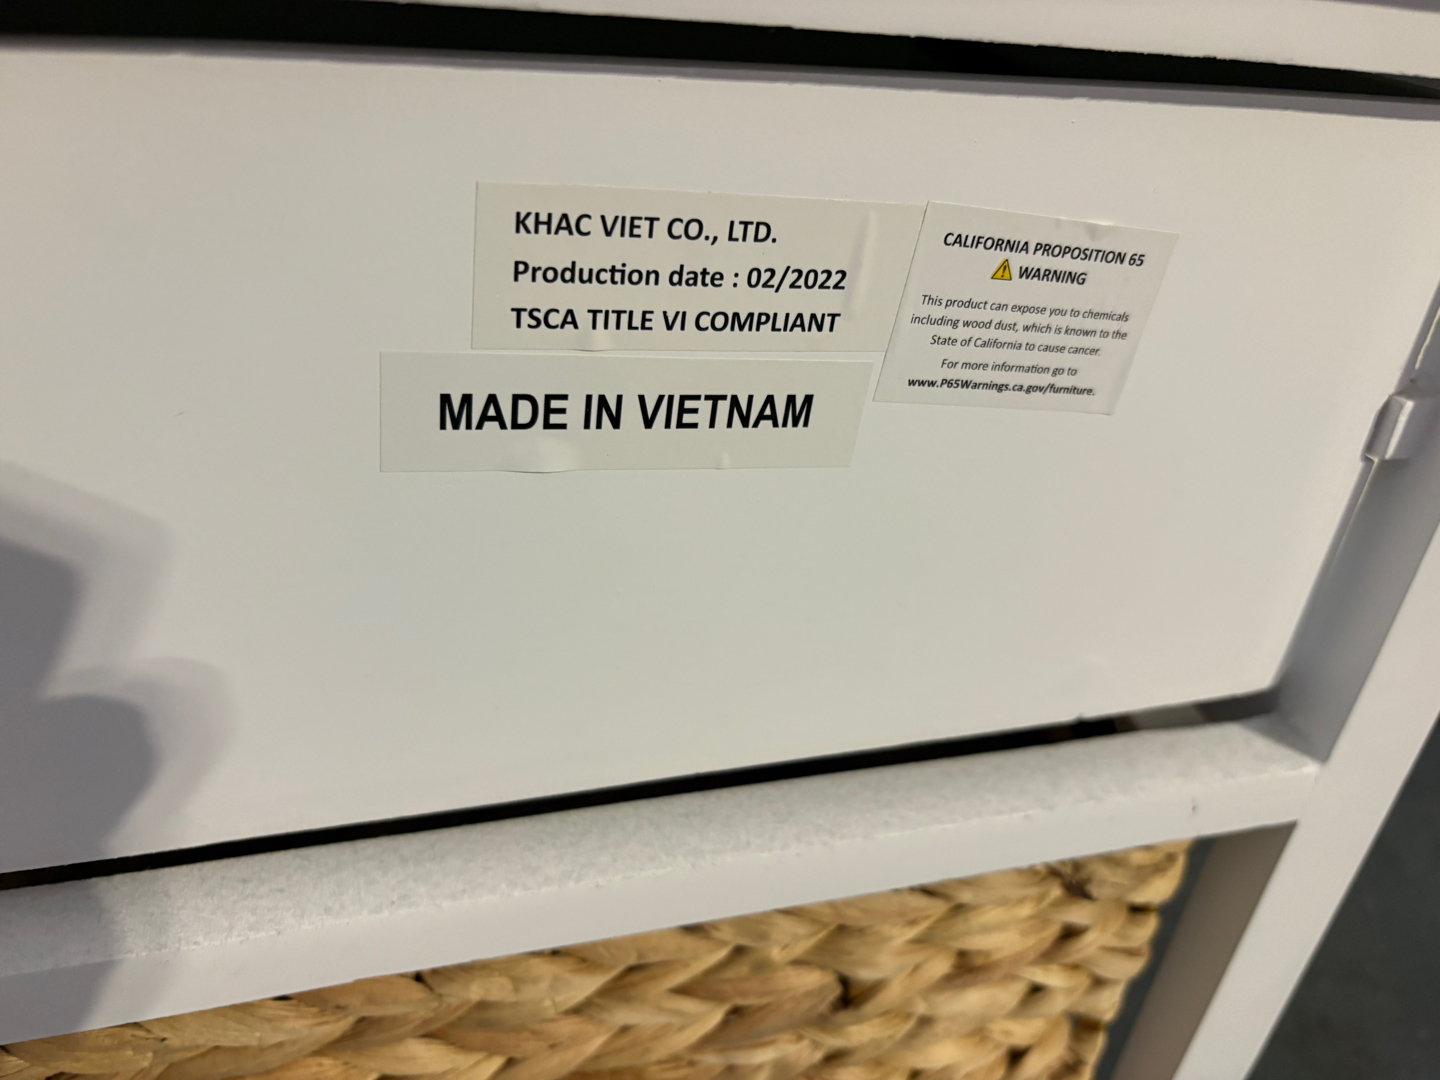 KHAC VIET CO., LTD.
Production date : 02/2022
TSCA TITLE VI COMPLIANT
MADE IN VIETNAM
CALIFORNIA PROPOSITION 65
⚠ WARNING
This product can expose you to chemicals
including wood dust, which is known to the
State of California to cause cancer.
For more information go to
www.P65Warnings.ca.gov/furniture.